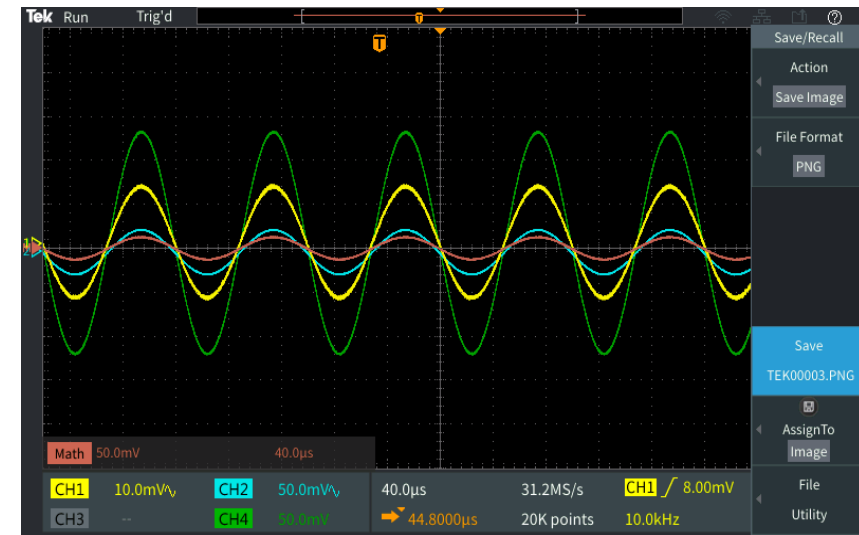 Tek Run Trig'd
T
T
Save/Recall
Action
Save Image
File Format
PNG
1
2
Save
TEK00003.PNG
AssignTo
Image
File
Utility
Math 50.0mV 40.0µs
CH1 10.0mV CH2 50.0mV 40.0µs 31.2MS/s CH1 8.00mV
CH3 -- CH4 50.0mV 44.8000µs 20K points 10.0kHz